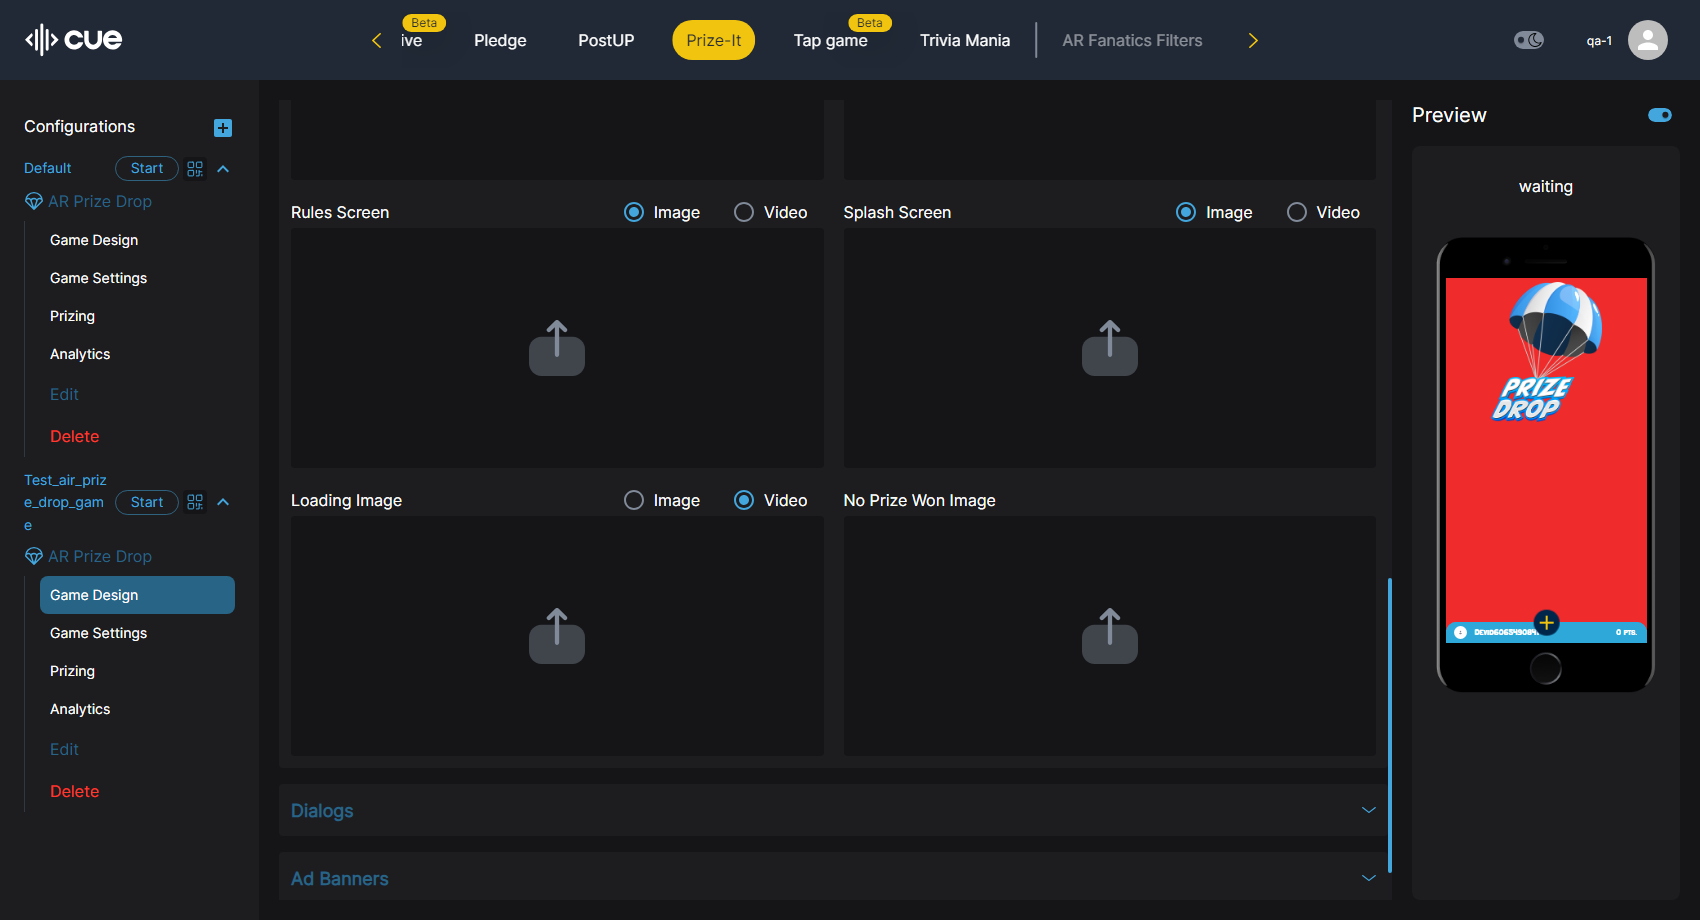 cue
Beta
ive
Pledge
PostUP
Prize-It
Beta
Tap game
Trivia Mania
AR Fanatics Filters
qa-1
Configurations
Default
Start
AR Prize Drop
Game Design
Game Settings
Prizing
Analytics
Edit
Delete
Test_air_priz
e_drop_gam
e
Start
AR Prize Drop
Game Design
Game Settings
Prizing
Analytics
Edit
Delete
Rules Screen
Image
Video
Splash Screen
Image
Video
Loading Image
Image
Video
No Prize Won Image
Dialogs
Ad Banners
Preview
waiting
PRIZE
DROP
0 PTS.